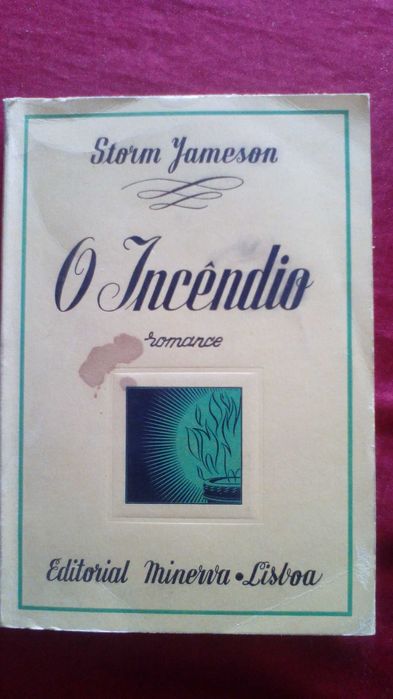 Storm Jameson
O Incêndio
romance
Editorial Minerva • Lisboa